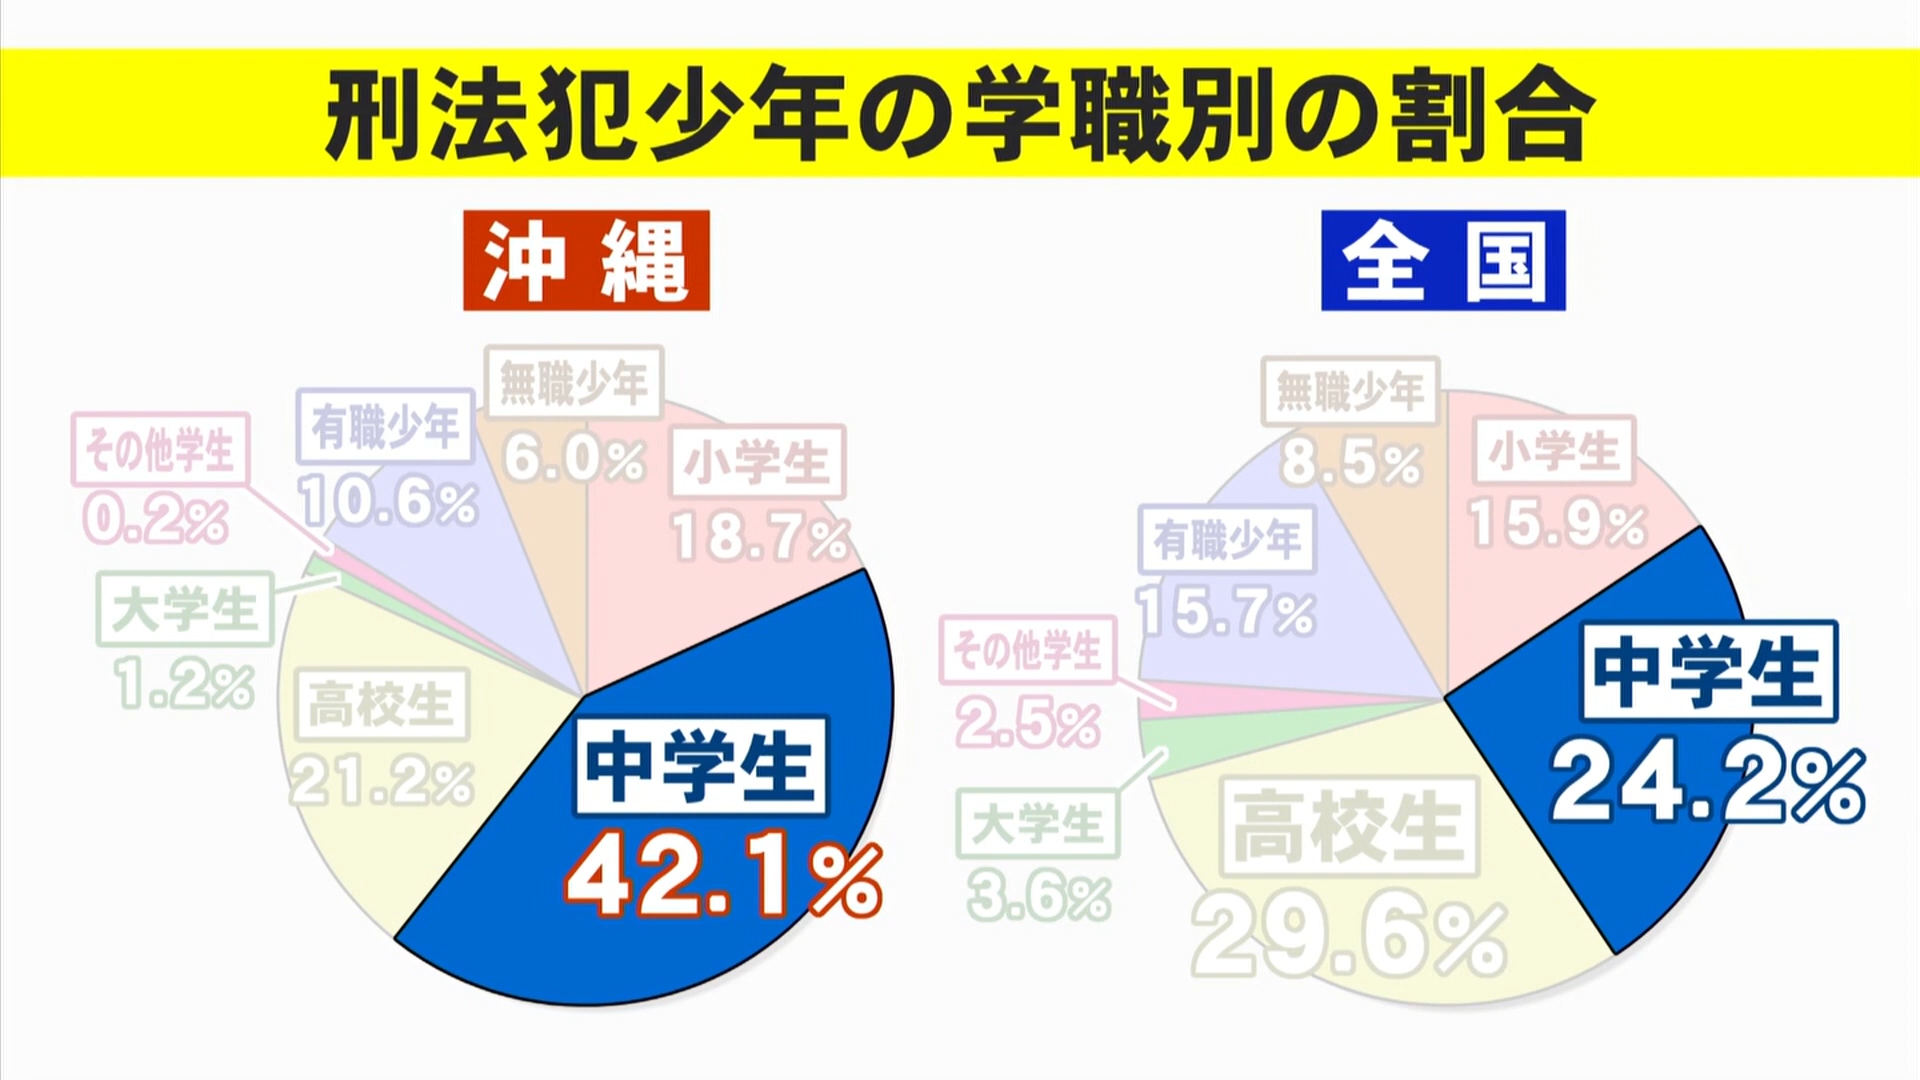 刑法犯少年の学職別の割合
沖縄
無職少年
6.0%
小学生
18.7%
有職少年
10.6%
その他学生
0.2%
大学生
1.2%
高校生
21.2%
中学生
42.1%
全国
無職少年
8.5%
小学生
15.9%
有職少年
15.7%
その他学生
2.5%
大学生
3.6%
高校生
29.6%
中学生
24.2%